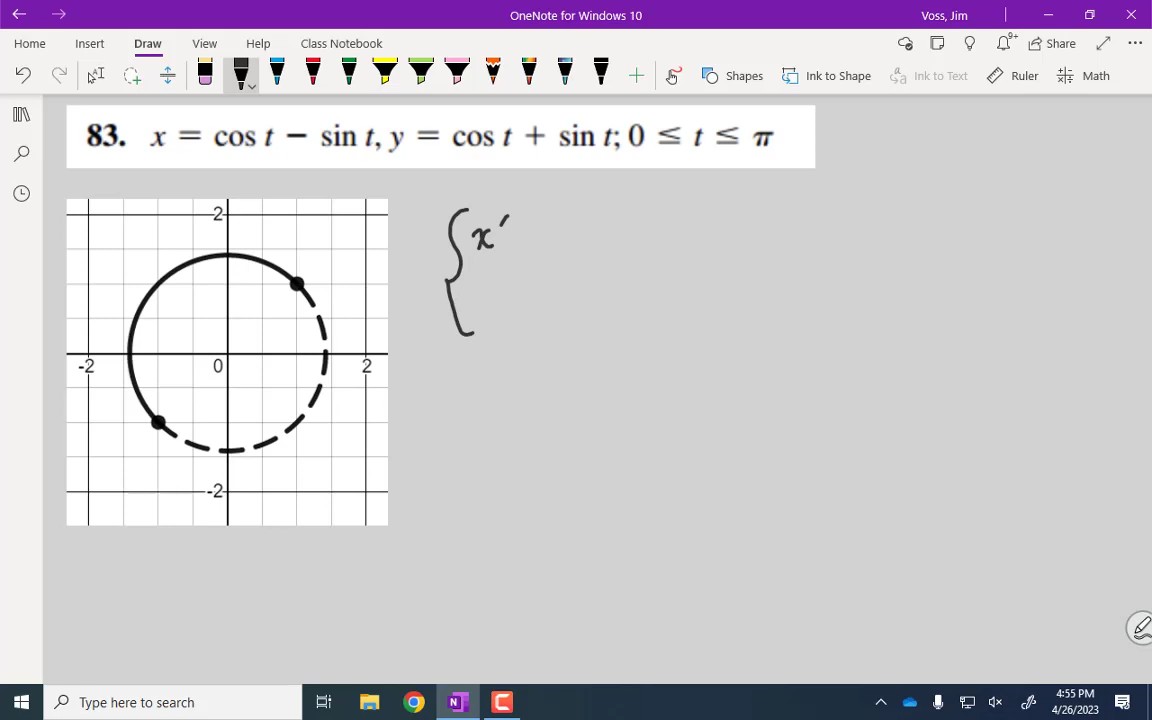 OneNote for Windows 10
Voss, Jim
Home Insert Draw View Help Class Notebook
9+ Share
Shapes Ink to Shape Ink to Text Ruler Math
83. x = cos t − sin t, y = cos t + sin t; 0 ≤ t ≤ π
2
-2 0 2
-2
{ x′
Type here to search
4:55 PM
4/26/2023